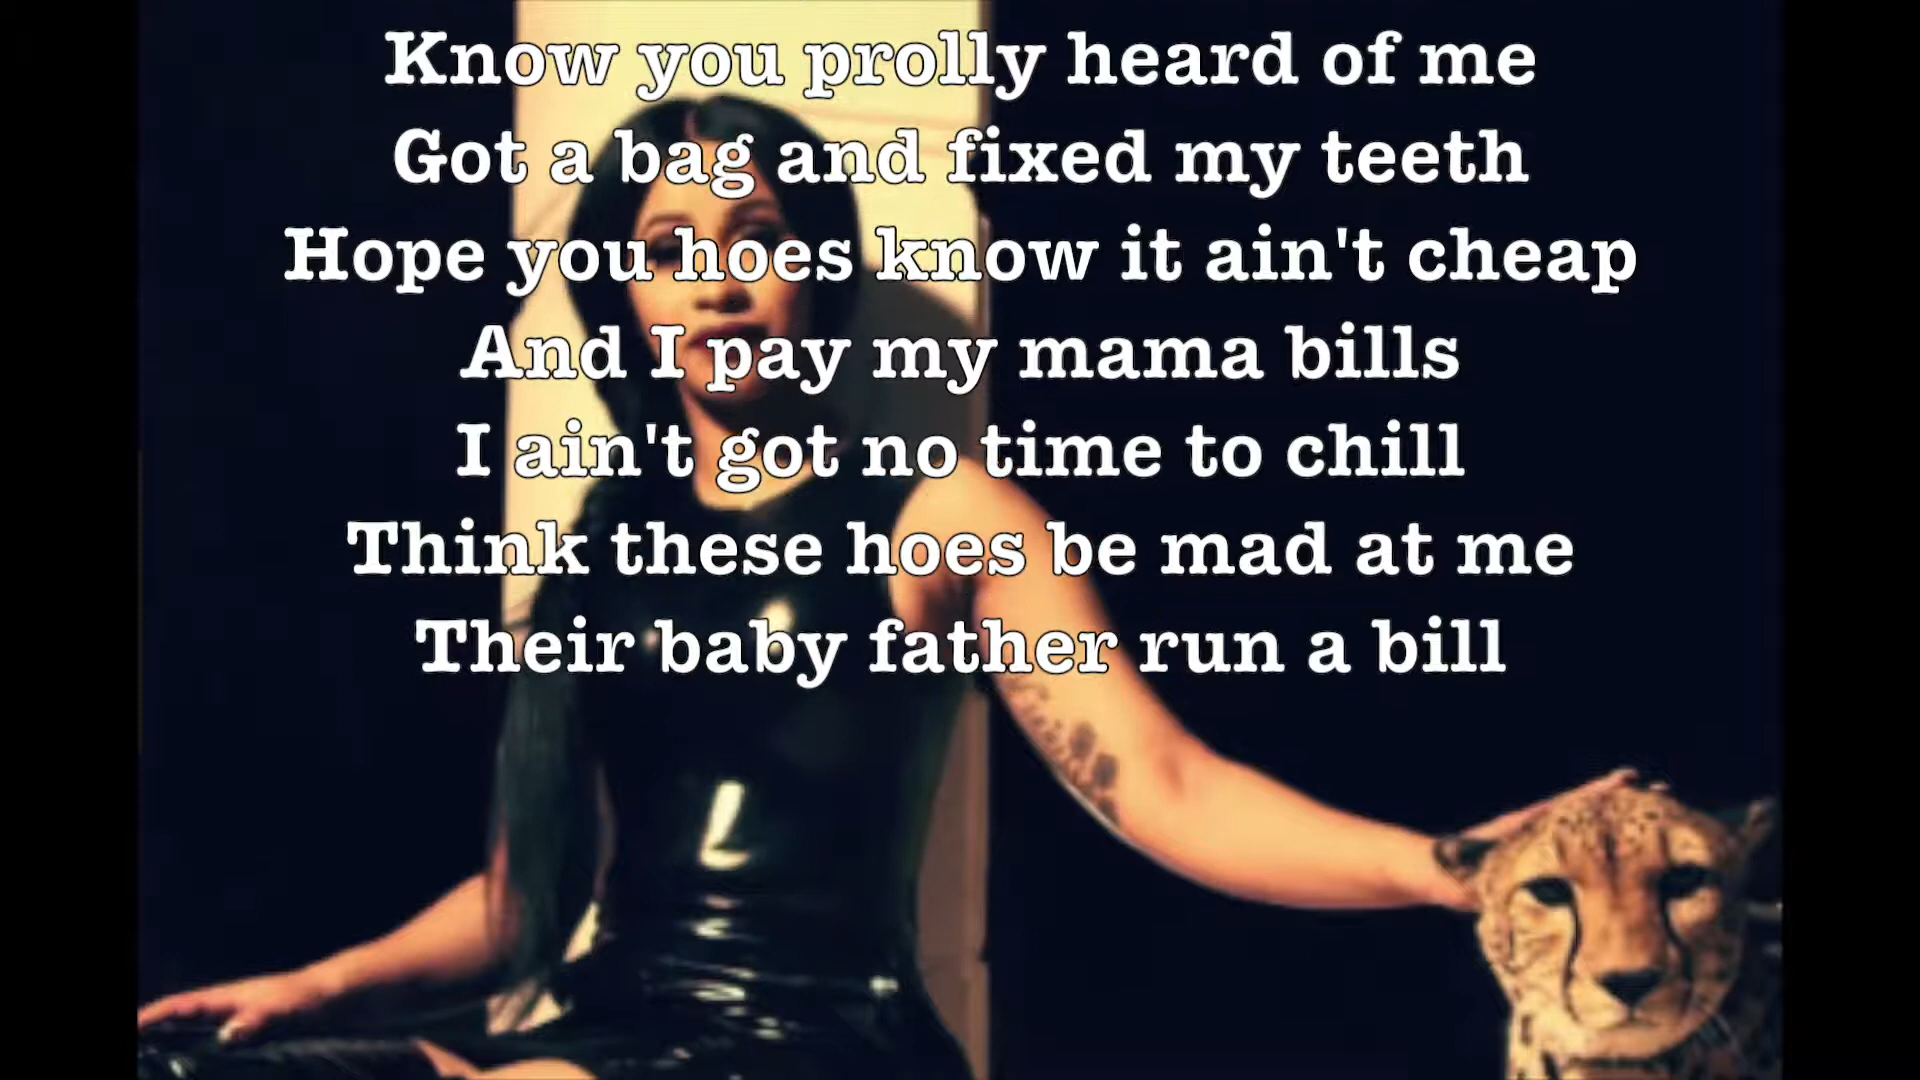 Know you prolly heard of me
Got a bag and fixed my teeth
Hope you hoes know it ain't cheap
And I pay my mama bills
I ain't got no time to chill
Think these hoes be mad at me
Their baby father run a bill